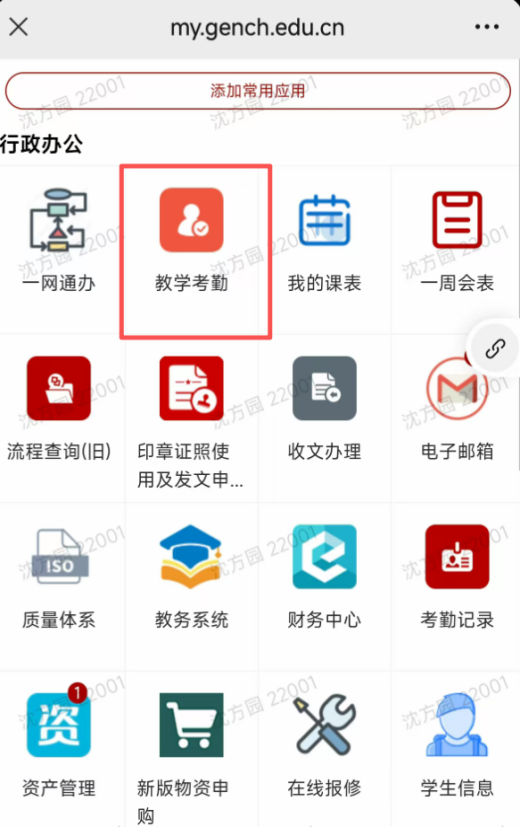 my.gench.edu.cn
添加常用应用
行政办公
一网通办
教学考勤
我的课表
一周会表
流程查询(旧)
印章证照使
用及发文申...
收文办理
电子邮箱
ISO
质量体系
教务系统
财务中心
考勤记录
1
资
资产管理
新版物资申
购
在线报修
学生信息
沈方园 22001